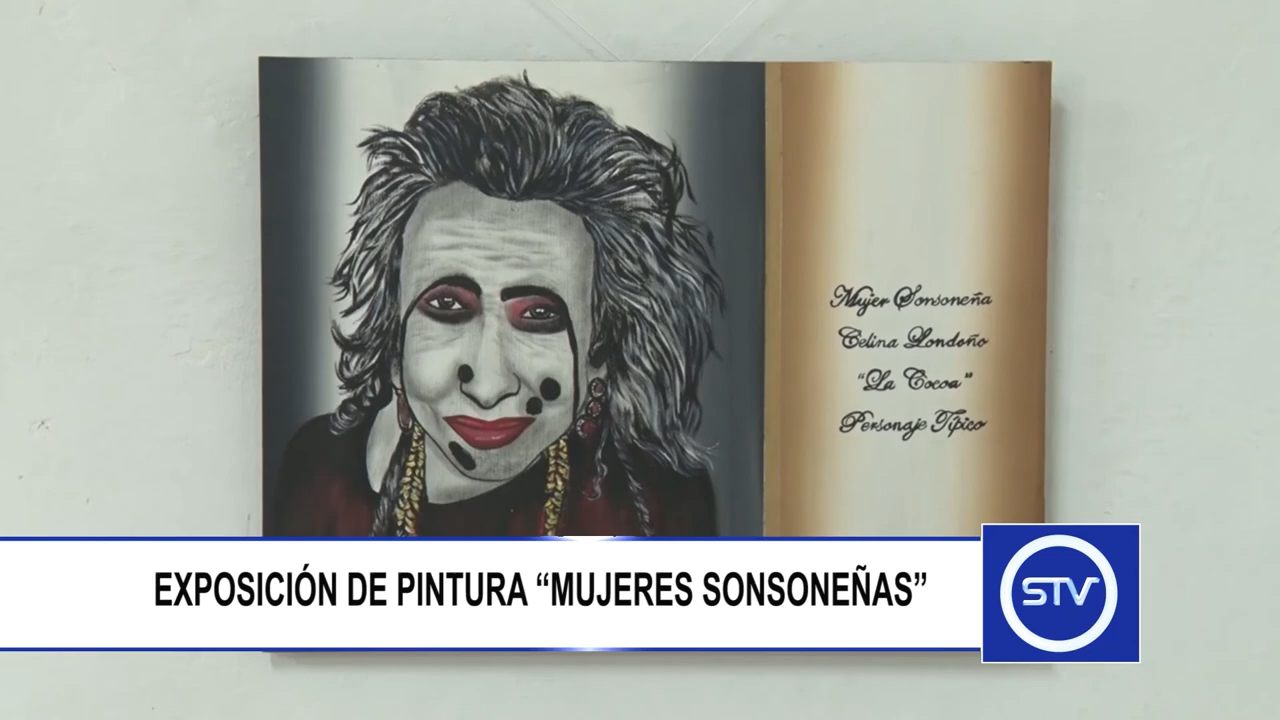 Mujer Sonsoneña
Celina Londoño
“La Cocoa”
Personaje Típico
EXPOSICIÓN DE PINTURA “MUJERES SONSONEÑAS”
STV